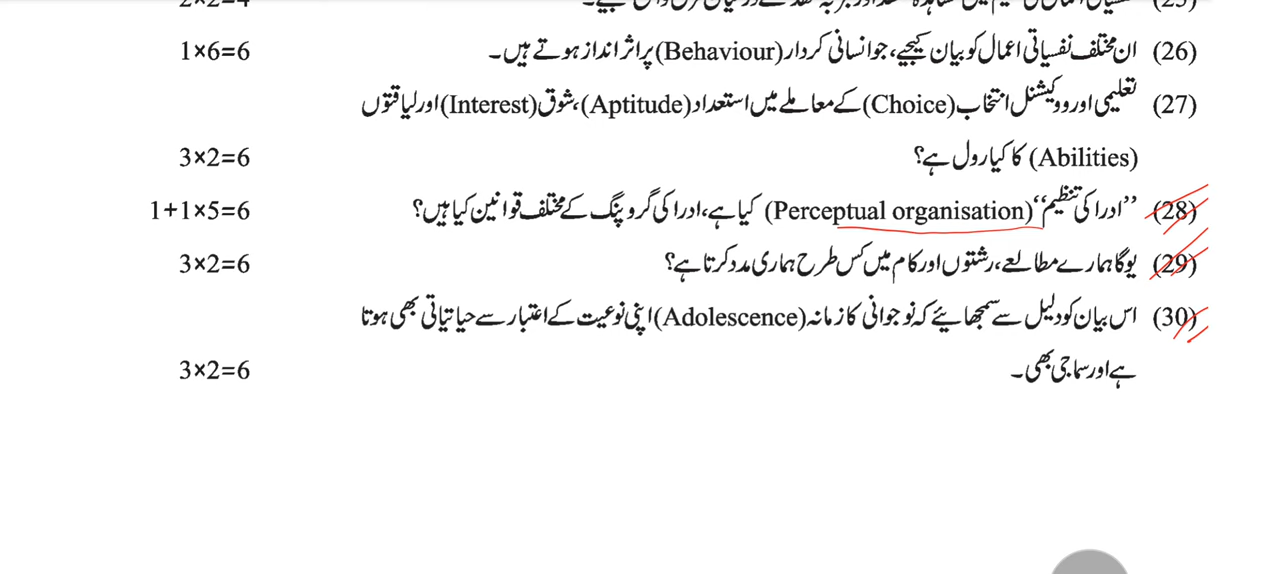 (26) ان مختلف نفسیاتی اعمال کو بیان کیجیے، جو انسانی کردار (Behaviour) پر اثر انداز ہوتے ہیں۔ 1×6=6
(27) تعلیمی اور ووکیشنل انتخاب (Choice) کے معاملے میں استعداد (Aptitude)، شوق (Interest) اور لیاقتوں
(Abilities) کا کیا رول ہے؟ 3×2=6
(28) ”ادراکی تنظیم“ (Perceptual organisation) کیا ہے، ادراکی گروپنگ کے مختلف قوانین کیا ہیں؟ 1+1×5=6
(29) یوگا ہمارے مطالعے، رشتوں اور کام میں کس طرح ہماری مدد کرتا ہے؟ 3×2=6
(30) اس بیان کو دلیل سے سمجھایئے کہ نوجوانی کا زمانہ (Adolescence) اپنی نوعیت کے اعتبار سے حیاتیاتی بھی ہوتا
ہے اور سماجی بھی۔ 3×2=6